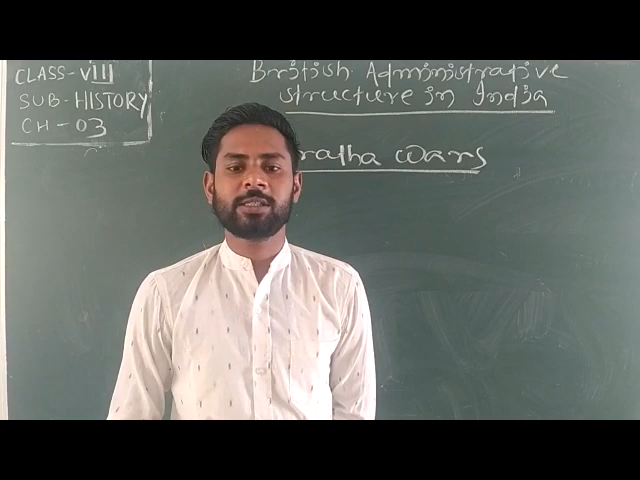 CLASS-VIII
SUB-HISTORY
CH-03
British Administrative
structure in India
ratha wars